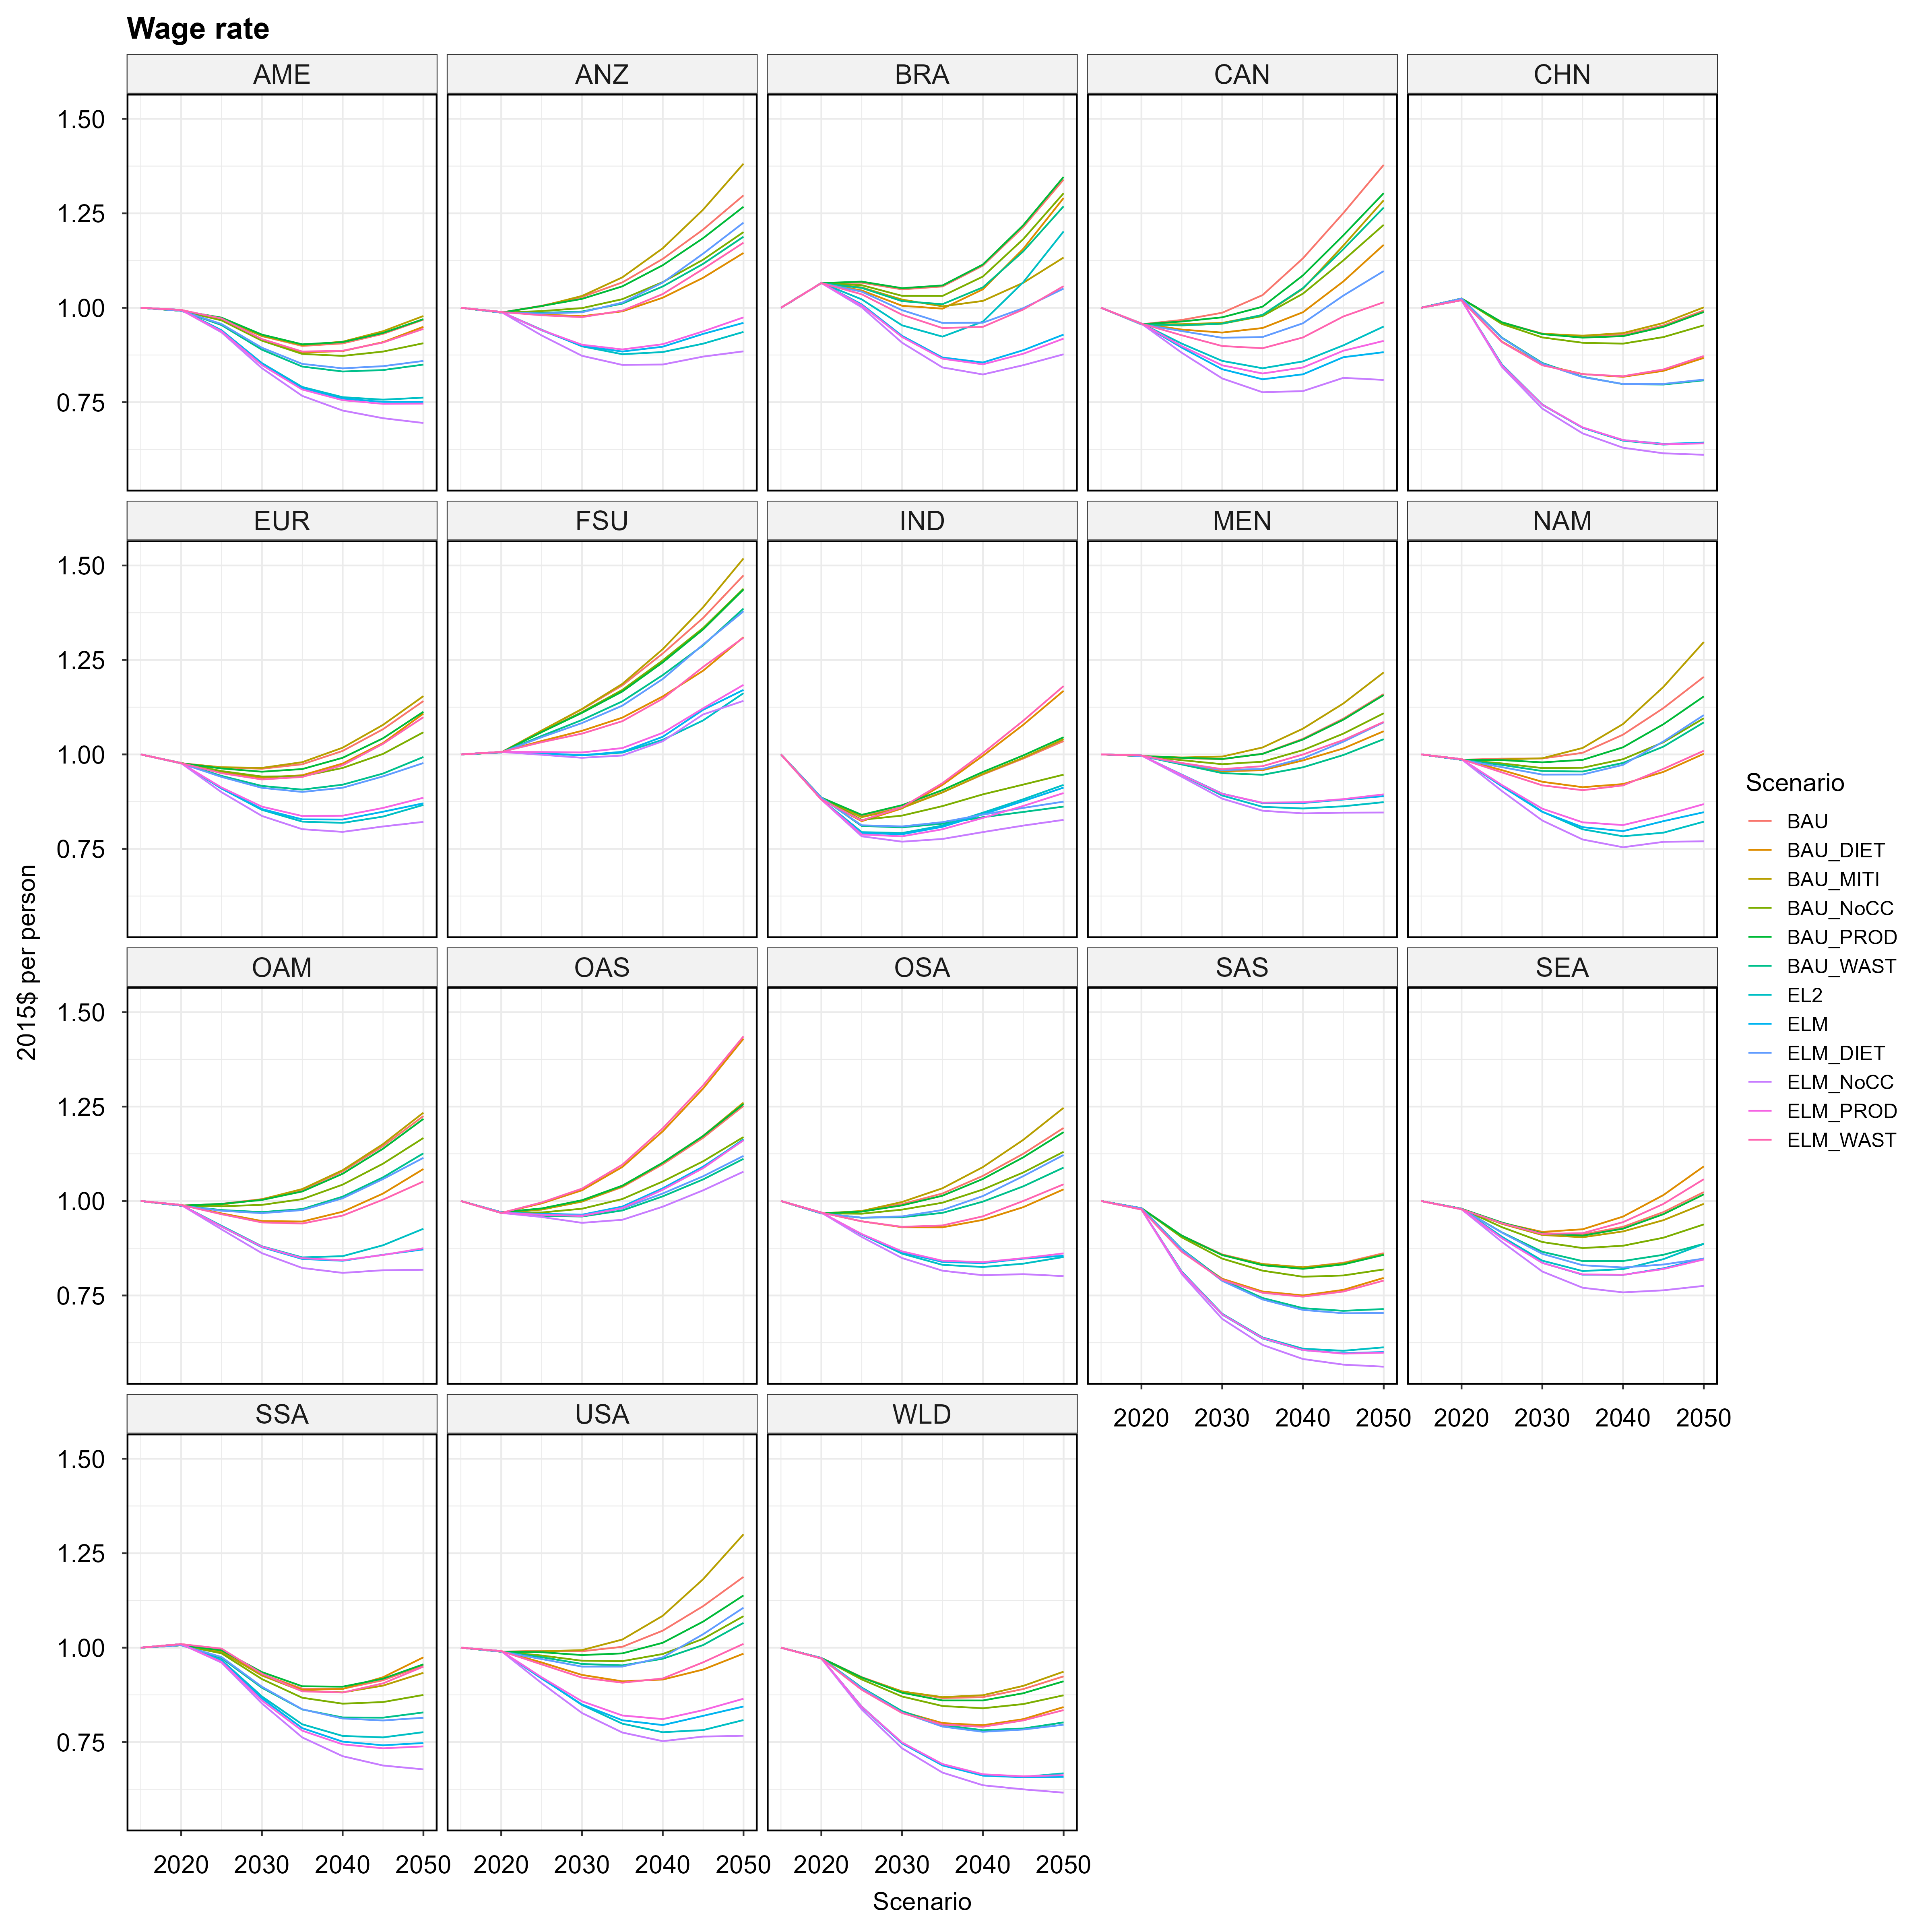 Wage rate
AME ANZ BRA CAN CHN
1.50
1.25
1.00
0.75
EUR FSU IND MEN NAM
1.50
1.25
1.00
0.75
OAM OAS OSA SAS SEA
1.50
1.25
1.00
0.75
2020 2030 2040 2050 2020 2030 2040 2050
SSA USA WLD
1.50
1.25
1.00
0.75
2020 2030 2040 2050 2020 2030 2040 2050 2020 2030 2040 2050
Scenario
2015$ per person
Scenario
BAU
BAU_DIET
BAU_MITI
BAU_NoCC
BAU_PROD
BAU_WAST
EL2
ELM
ELM_DIET
ELM_NoCC
ELM_PROD
ELM_WAST